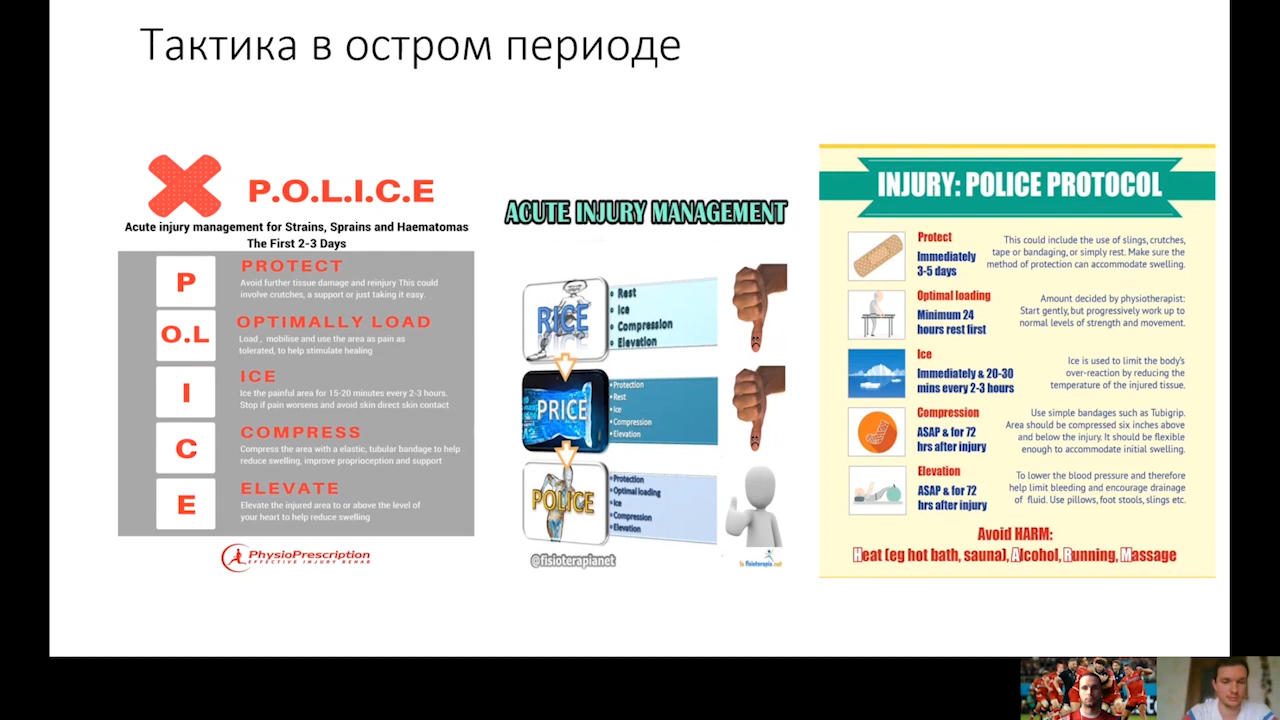 Тактика в остром периоде
P.O.L.I.C.E
Acute injury management for Strains, Sprains and Haematomas
The First 2-3 Days
P
PROTECT
Avoid further tissue damage and reinjury This could
involve crutches, a support or just taking it easy.
O.L
OPTIMALLY LOAD
Load , mobilise and use the area as pain as
tolerated, to help stimulate healing
I
ICE
Ice the painful area for 15-20 minutes every 2-3 hours.
Stop if pain worsens and avoid skin direct skin contact
C
COMPRESS
Compress the area with a elastic, tubular bandage to help
reduce swelling, improve proprioception and support
E
ELEVATE
Elevate the injured area to or above the level of
your heart to help reduce swelling
PhysioPrescription
EFFECTIVE INJURY REHAB
ACUTE INJURY MANAGEMENT
RICE
Rest
Ice
Compression
Elevation
PRICE
Protection
Rest
Ice
Compression
Elevation
POLICE
Protection
Optimal loading
Ice
Compression
Elevation
@fisioterapianet
fisioterapia.net
INJURY: POLICE PROTOCOL
Protect
Immediately
3-5 days
This could include the use of slings, crutches,
tape or bandaging, or simply rest. Make sure the
method of protection can accommodate swelling.
Optimal loading
Minimum 24
hours rest first
Amount decided by physiotherapist:
Start gently, but progressively work up to
normal levels of strength and movement.
Ice
Immediately & 20-30
mins every 2-3 hours
Ice is used to limit the body's
over-reaction by reducing the
temperature of the injured tissue.
Compression
ASAP & for 72
hrs after injury
Use simple bandages such as Tubigrip.
Area should be compressed six inches above
and below the injury. It should be flexible
enough to accommodate initial swelling.
Elevation
ASAP & for 72
hrs after injury
To lower the blood pressure and therefore
help limit bleeding and encourage drainage
of fluid. Use pillows, foot stools, slings etc.
Avoid HARM:
Heat (eg hot bath, sauna), Alcohol, Running, Massage